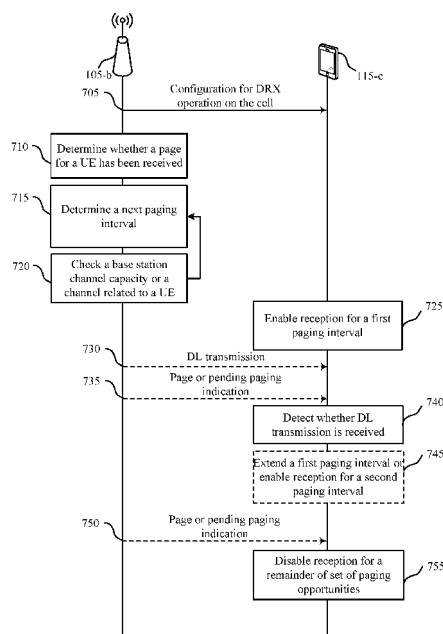 105-b
115-c
705
Configuration for DRX
operation on the cell
710
Determine whether a page
for a UE has been received
715
Determine a next paging
interval
720
Check a base station
channel capacity or a
channel related to a UE
725
Enable reception for a first
paging interval
730
DL transmission
735
Page or pending paging
indication
740
Detect whether DL
transmission is received
745
Extend a first paging interval or
enable reception for a second
paging interval
750
Page or pending paging
indication
755
Disable reception for a
remainder of set of paging
opportunities